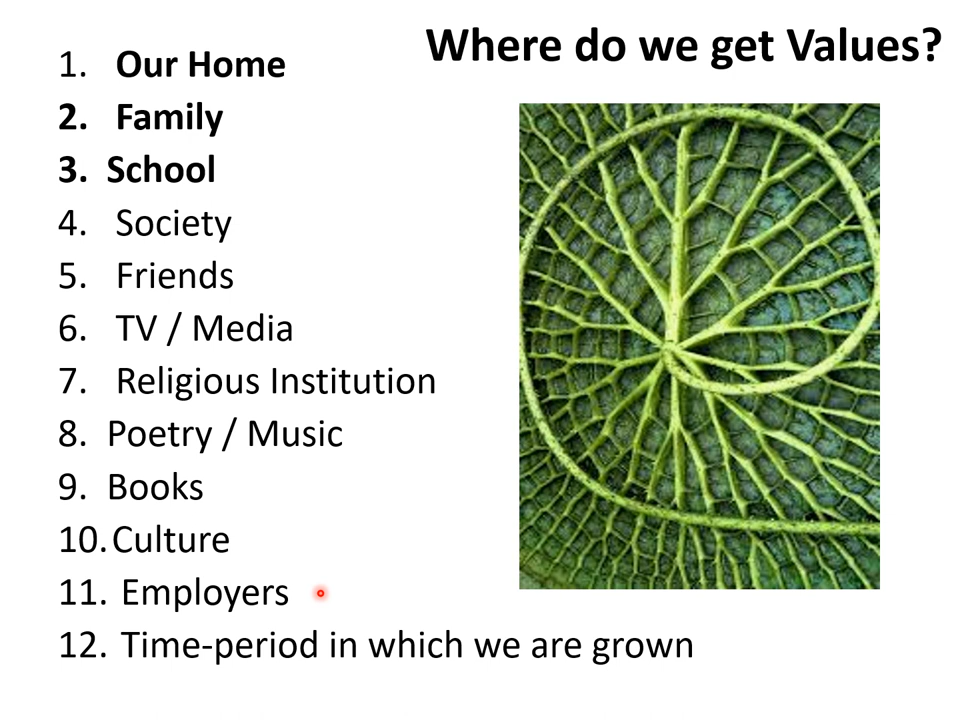 Where do we get Values?
1. Our Home
2. Family
3. School
4. Society
5. Friends
6. TV / Media
7. Religious Institution
8. Poetry / Music
9. Books
10. Culture
11. Employers
12. Time-period in which we are grown